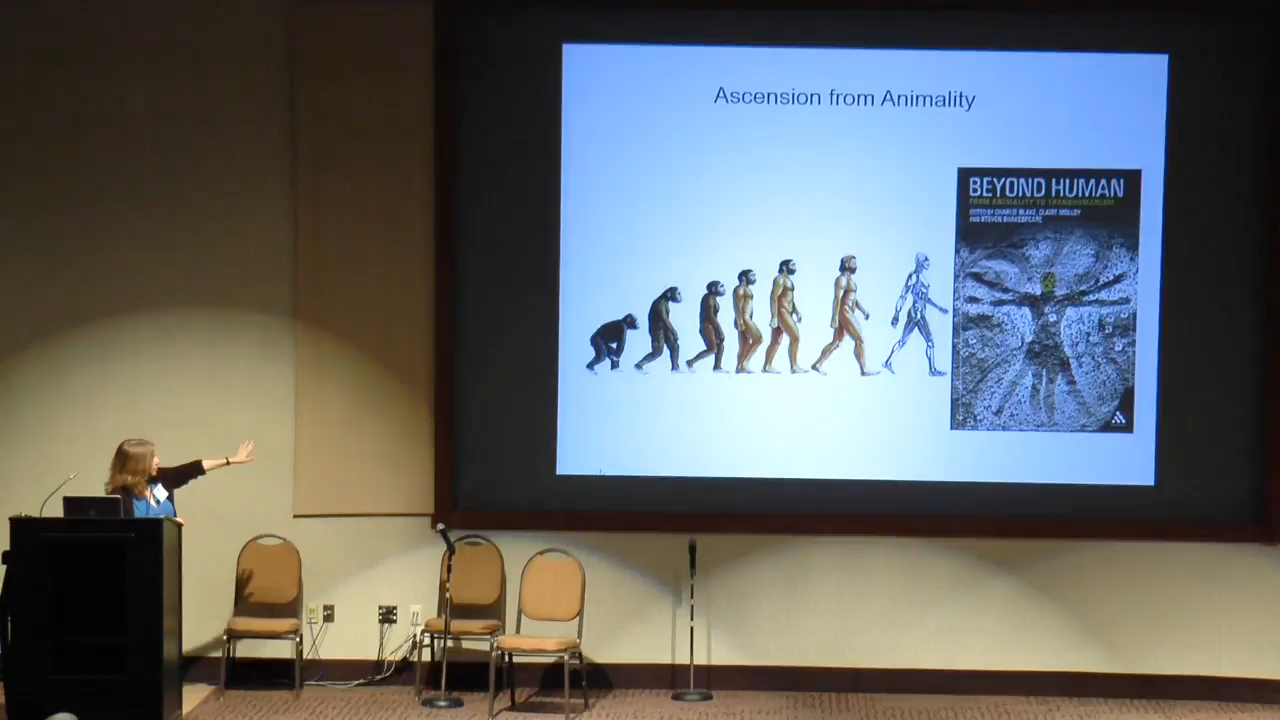 Ascension from Animality
BEYOND HUMAN
FROM ANIMALITY TO TRANSHUMANISM
EDITED BY CHARLIE BLAKE, CLAIRE MOLLOY
AND STEVEN SHAKESPEARE